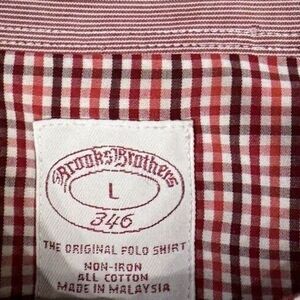 Brooks Brothers
L
346
THE ORIGINAL POLO SHIRT
NON-IRON
ALL COTTON
MADE IN MALAYSIA